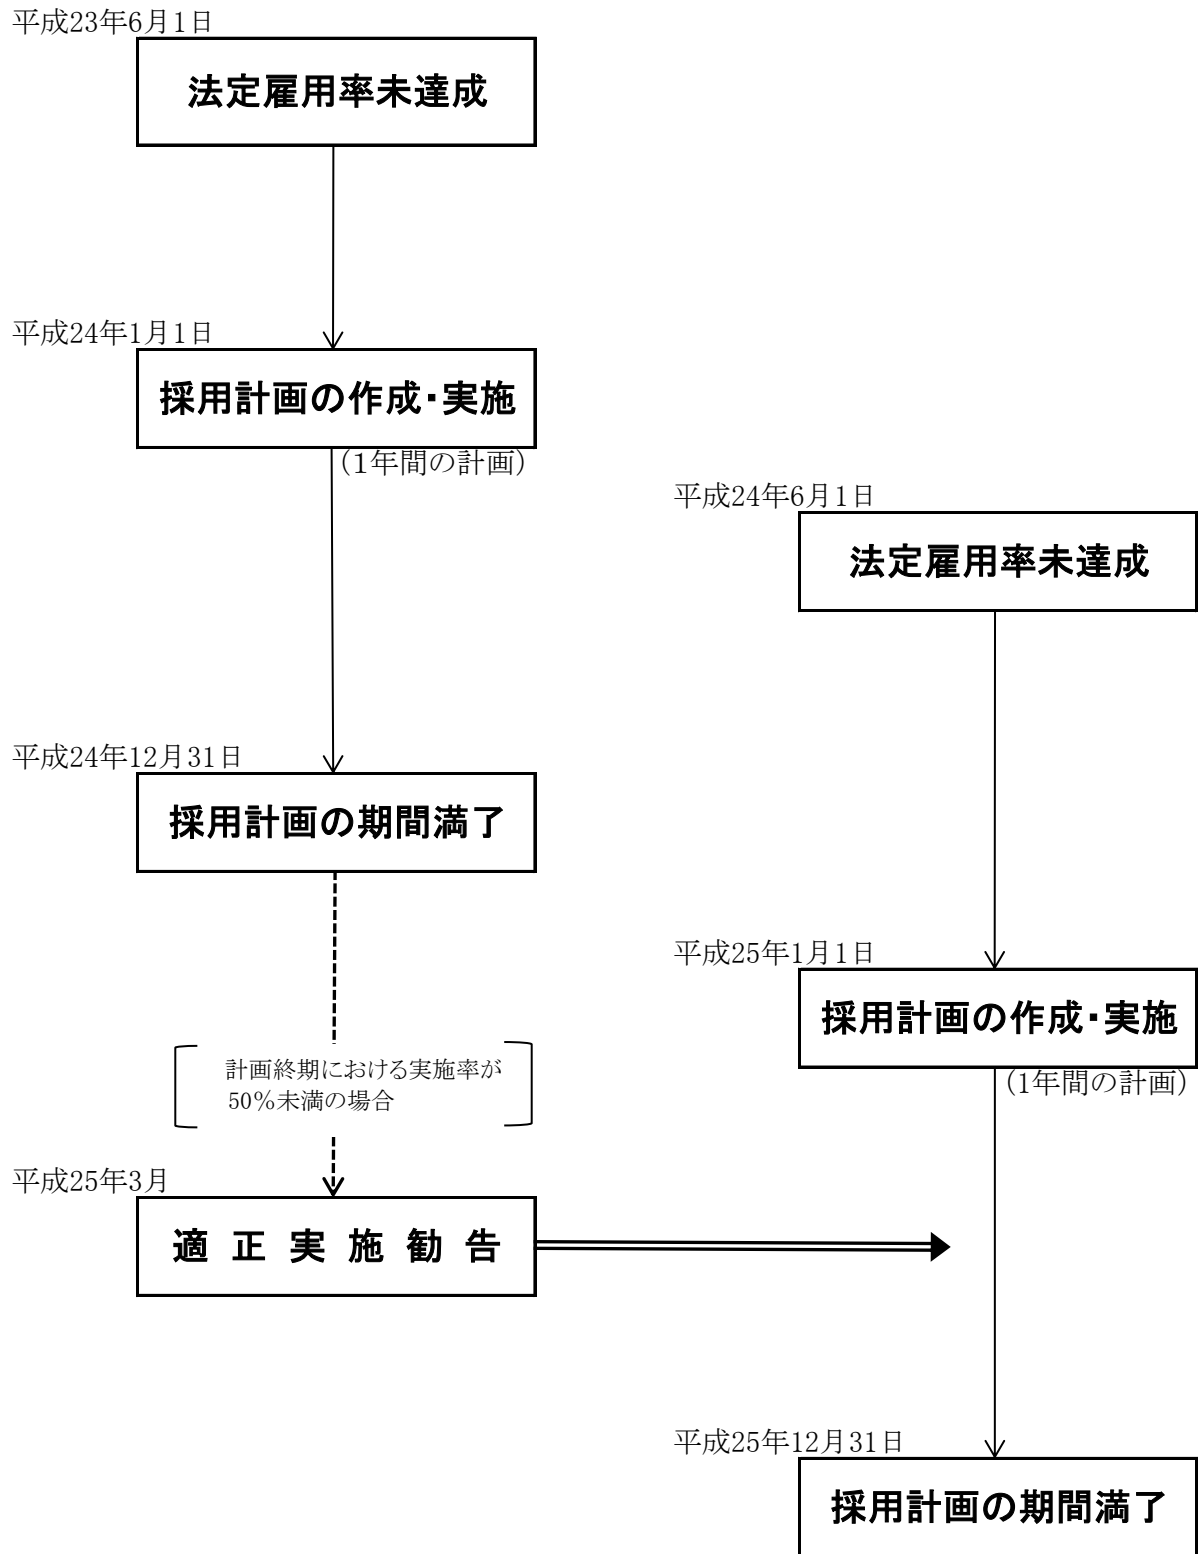 平成23年6月1日
法定雇用率未達成
平成24年1月1日
採用計画の作成・実施
(1年間の計画)
平成24年12月31日
採用計画の期間満了
計画終期における実施率が
50%未満の場合
平成25年3月
適正実施勧告
平成24年6月1日
法定雇用率未達成
平成25年1月1日
採用計画の作成・実施
(1年間の計画)
平成25年12月31日
採用計画の期間満了